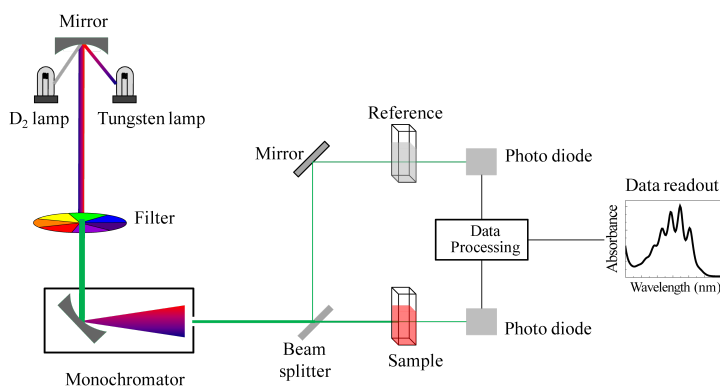 Mirror
D2 lamp
Tungsten lamp
Reference
Mirror
Photo diode
Data readout
Filter
Data
Processing
Absorbance
Wavelength (nm)
Photo diode
Beam
splitter
Sample
Monochromator